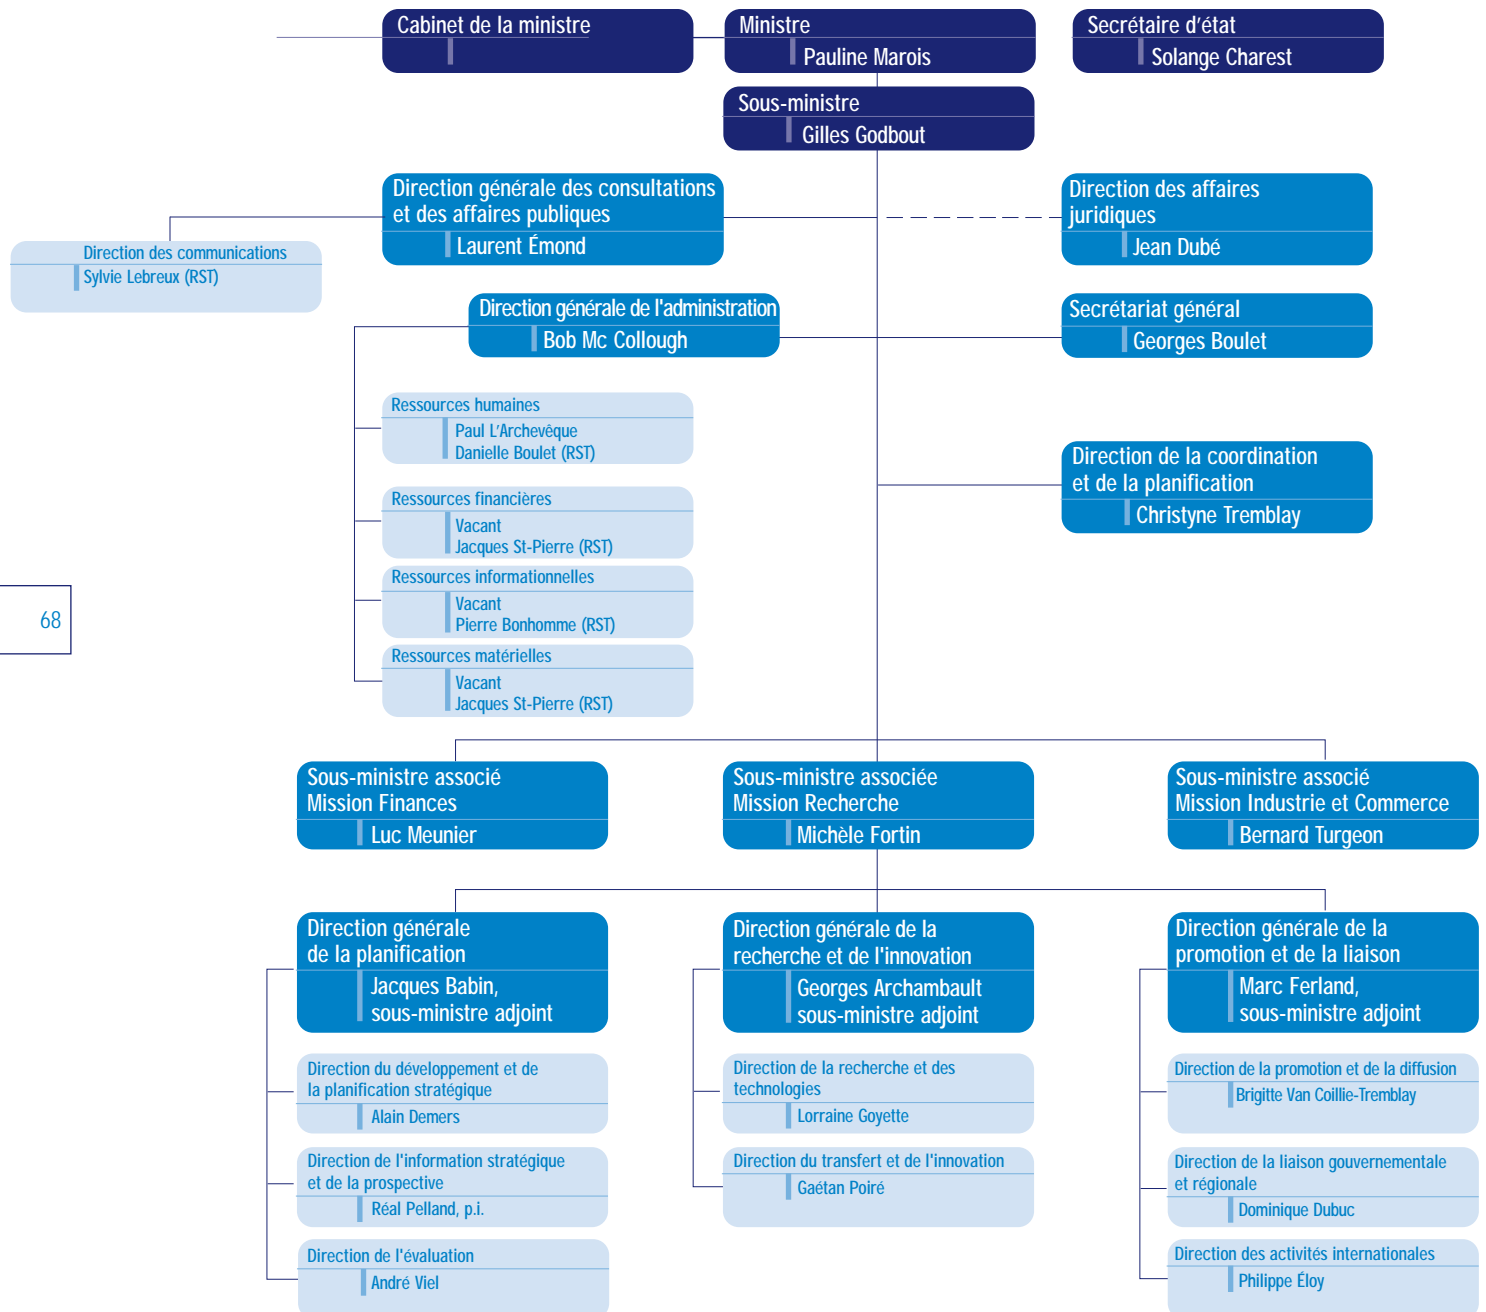 Cabinet de la ministre
Ministre
Pauline Marois
Secrétaire d'état
Solange Charest
Sous-ministre
Gilles Godbout
Direction générale des consultations
et des affaires publiques
Laurent Émond
Direction des affaires
juridiques
Jean Dubé
Direction des communications
Sylvie Lebreux (RST)
Direction générale de l'administration
Bob Mc Collough
Secrétariat général
Georges Boulet
Ressources humaines
Paul L'Archevêque
Danielle Boulet (RST)
Direction de la coordination
et de la planification
Christyne Tremblay
Ressources financières
Vacant
Jacques St-Pierre (RST)
Ressources informationnelles
Vacant
Pierre Bonhomme (RST)
68
Ressources matérielles
Vacant
Jacques St-Pierre (RST)
Sous-ministre associé
Mission Finances
Luc Meunier
Sous-ministre associée
Mission Recherche
Michèle Fortin
Sous-ministre associé
Mission Industrie et Commerce
Bernard Turgeon
Direction générale
de la planification
Jacques Babin,
sous-ministre adjoint
Direction générale de la
recherche et de l'innovation
Georges Archambault
sous-ministre adjoint
Direction générale de la
promotion et de la liaison
Marc Ferland,
sous-ministre adjoint
Direction du développement et de
la planification stratégique
Alain Demers
Direction de la recherche et des
technologies
Lorraine Goyette
Direction de la promotion et de la diffusion
Brigitte Van Coillie-Tremblay
Direction de l'information stratégique
et de la prospective
Réal Pelland, p.i.
Direction du transfert et de l'innovation
Gaétan Poiré
Direction de la liaison gouvernementale
et régionale
Dominique Dubuc
Direction de l'évaluation
André Viel
Direction des activités internationales
Philippe Éloy